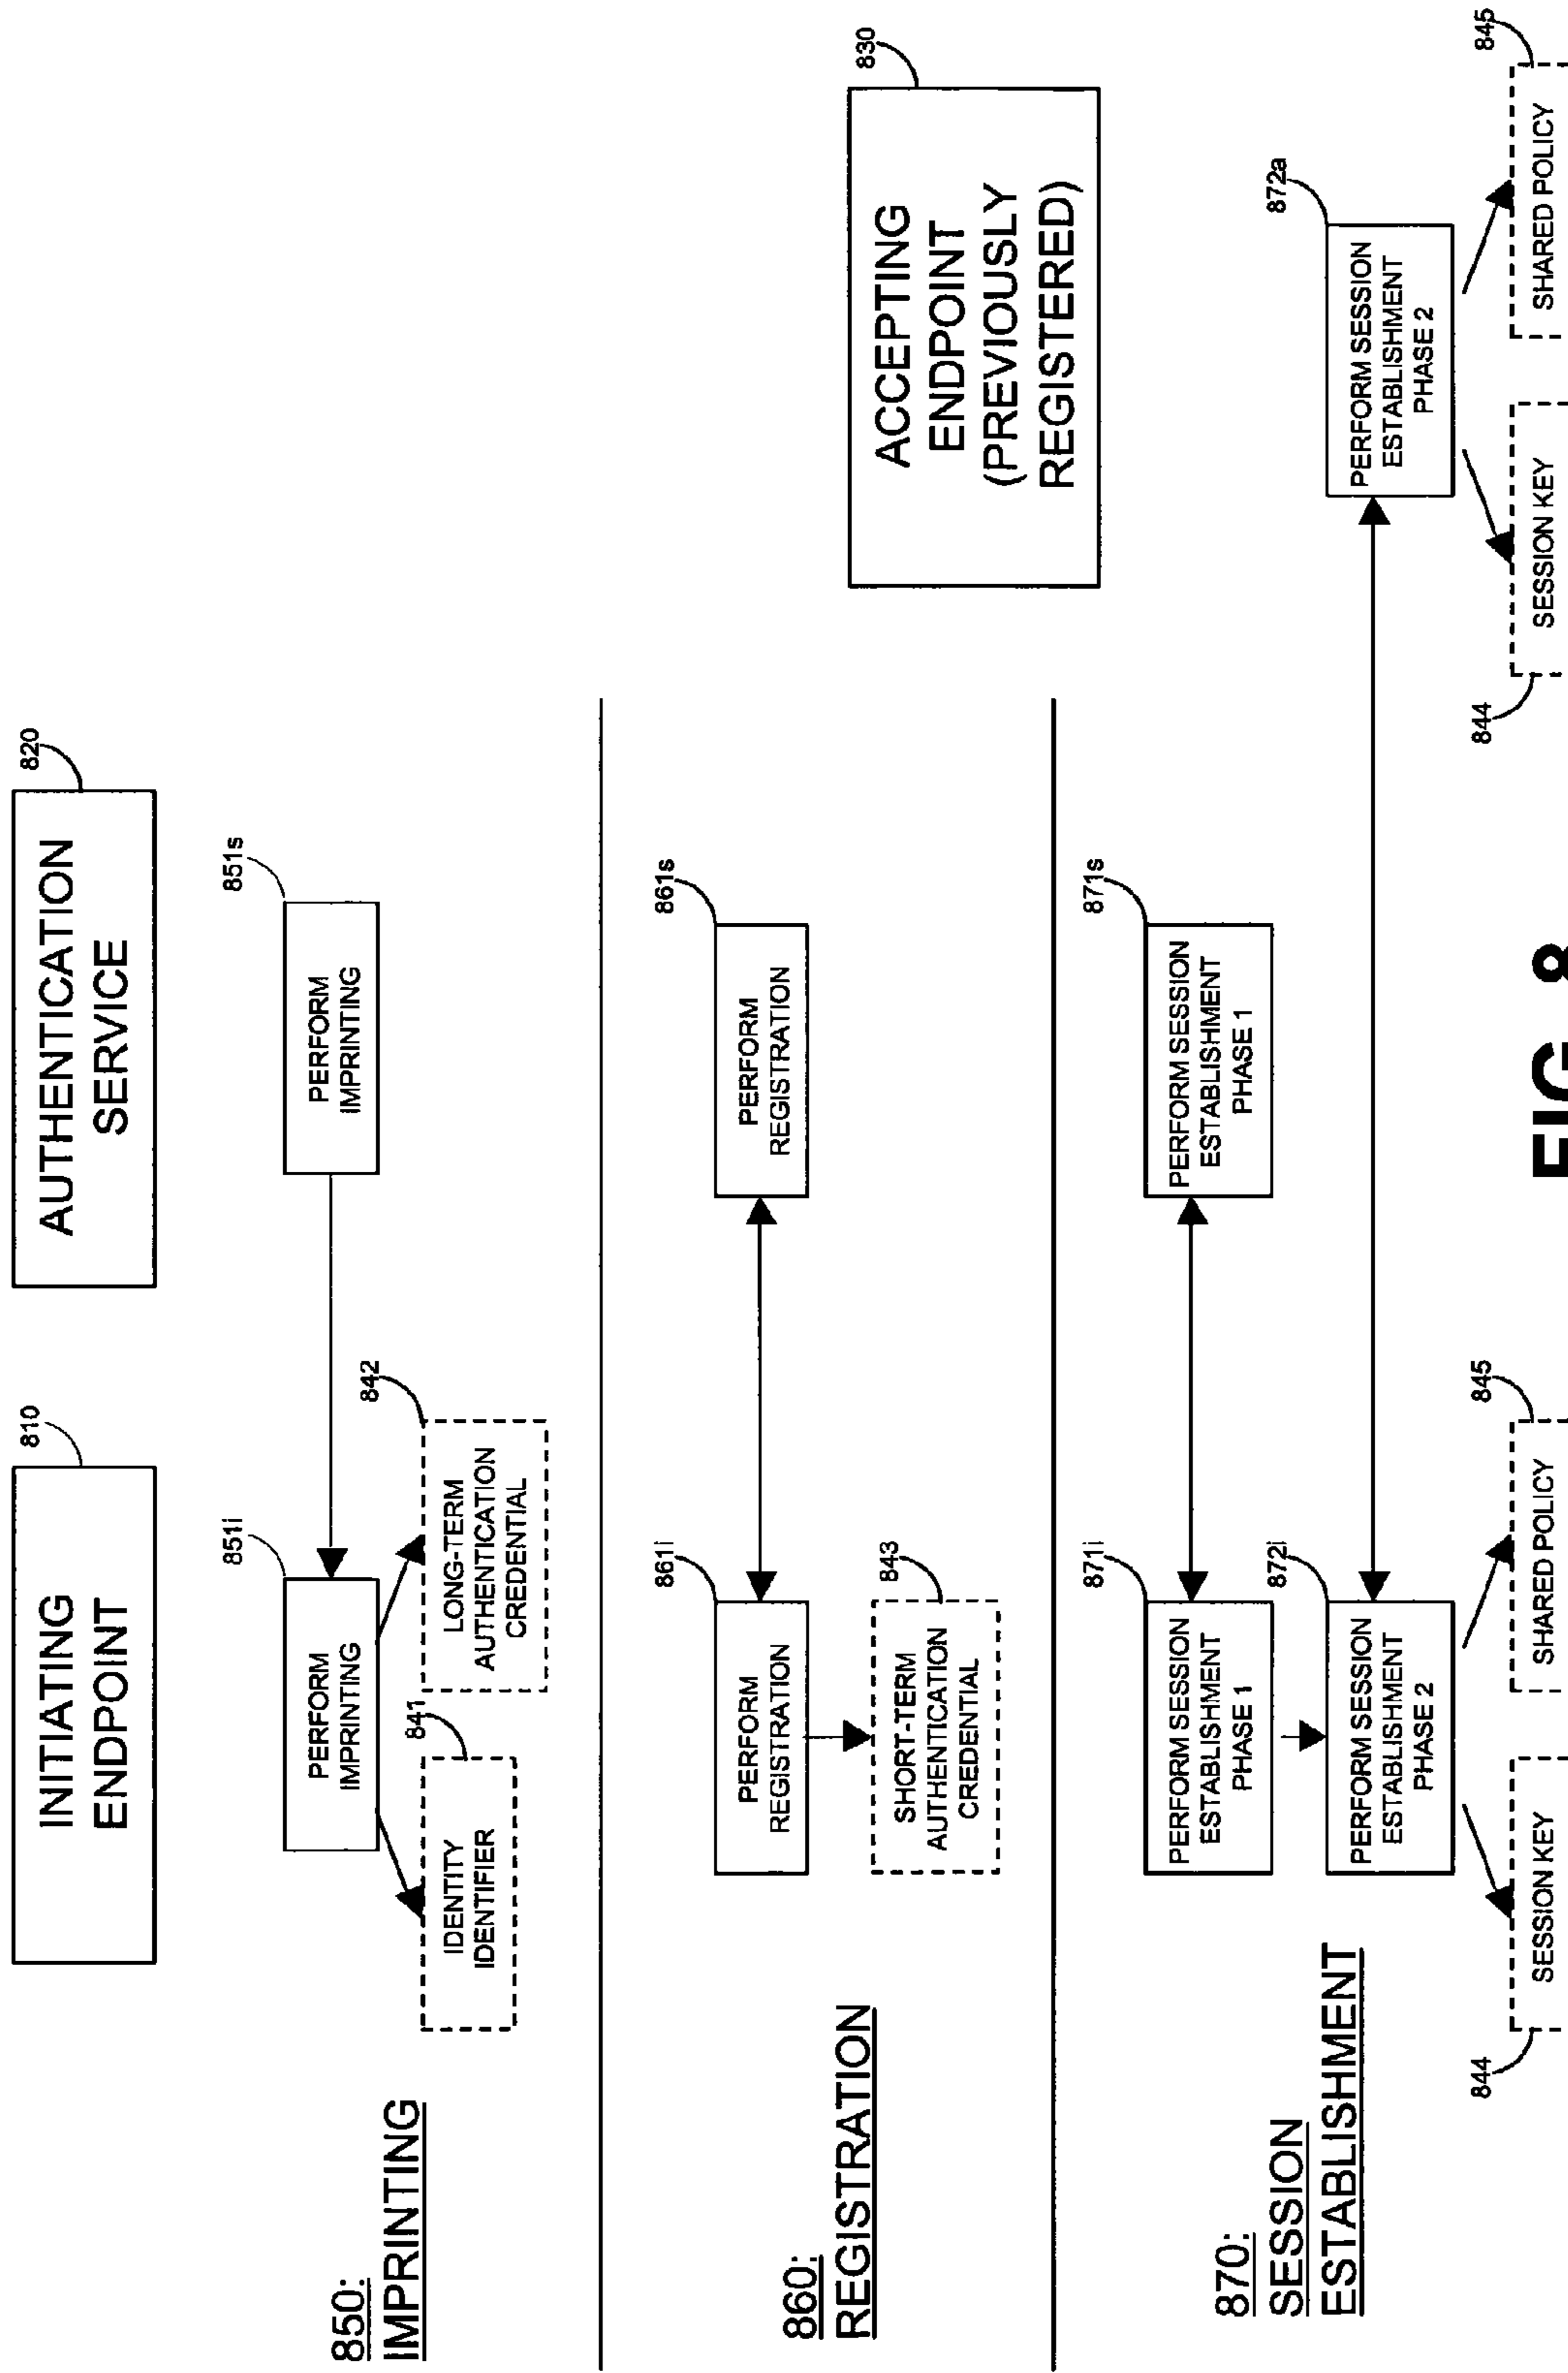 810
INITIATING
ENDPOINT
820
AUTHENTICATION
SERVICE
850:
IMPRINTING
851i
PERFORM
IMPRINTING
851s
PERFORM
IMPRINTING
841
IDENTITY
IDENTIFIER
842
LONG-TERM
AUTHENTICATION
CREDENTIAL
860:
REGISTRATION
861i
PERFORM
REGISTRATION
861s
PERFORM
REGISTRATION
843
SHORT-TERM
AUTHENTICATION
CREDENTIAL
830
ACCEPTING
ENDPOINT
(PREVIOUSLY
REGISTERED)
870:
SESSION
ESTABLISHMENT
871i
PERFORM SESSION
ESTABLISHMENT
PHASE 1
871s
PERFORM SESSION
ESTABLISHMENT
PHASE 1
872i
PERFORM SESSION
ESTABLISHMENT
PHASE 2
872a
PERFORM SESSION
ESTABLISHMENT
PHASE 2
844
SESSION KEY
845
SHARED POLICY
844
SESSION KEY
845
SHARED POLICY
FIG. 8